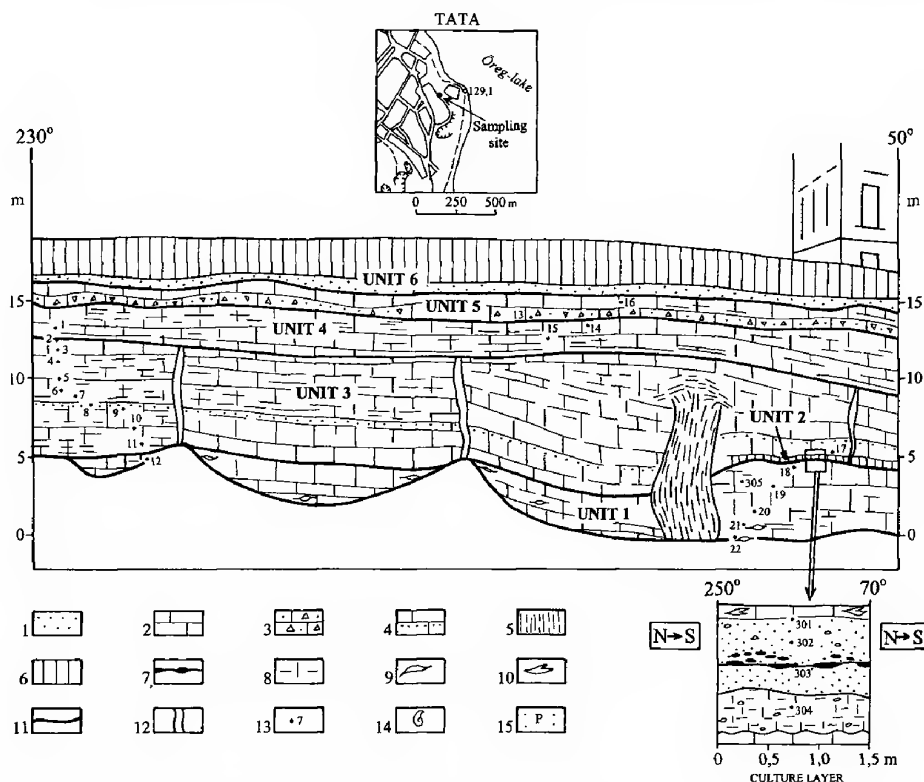 TATA
Öreg-lake
129,1
Sampling
site
0 250 500 m
230° 50°
m m
UNIT 6
15 UNIT 5 16 15
13
1 UNIT 4 15 14
2
3
4
10 UNIT 3 10
5
6 7
8 9
10 UNIT 2
11 17
5 12 18 5
305
19
UNIT 1 20
21
0 22 0
250° 70°
1 2 3 4 5
N→S N→S
301
302
6 7 8 9 10
303
304
11 12 13 7 14 15 P
0 0,5 1,0 1,5 m
CULTURE LAYER